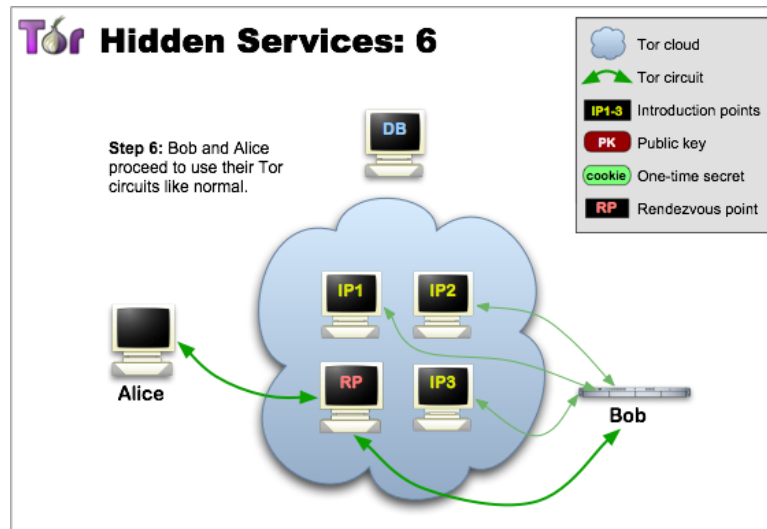 Tor Hidden Services: 6
Tor cloud
Tor circuit
IP1-3 Introduction points
PK Public key
cookie One-time secret
RP Rendezvous point
DB
Step 6: Bob and Alice
proceed to use their Tor
circuits like normal.
IP1 IP2
Alice
RP IP3
Bob